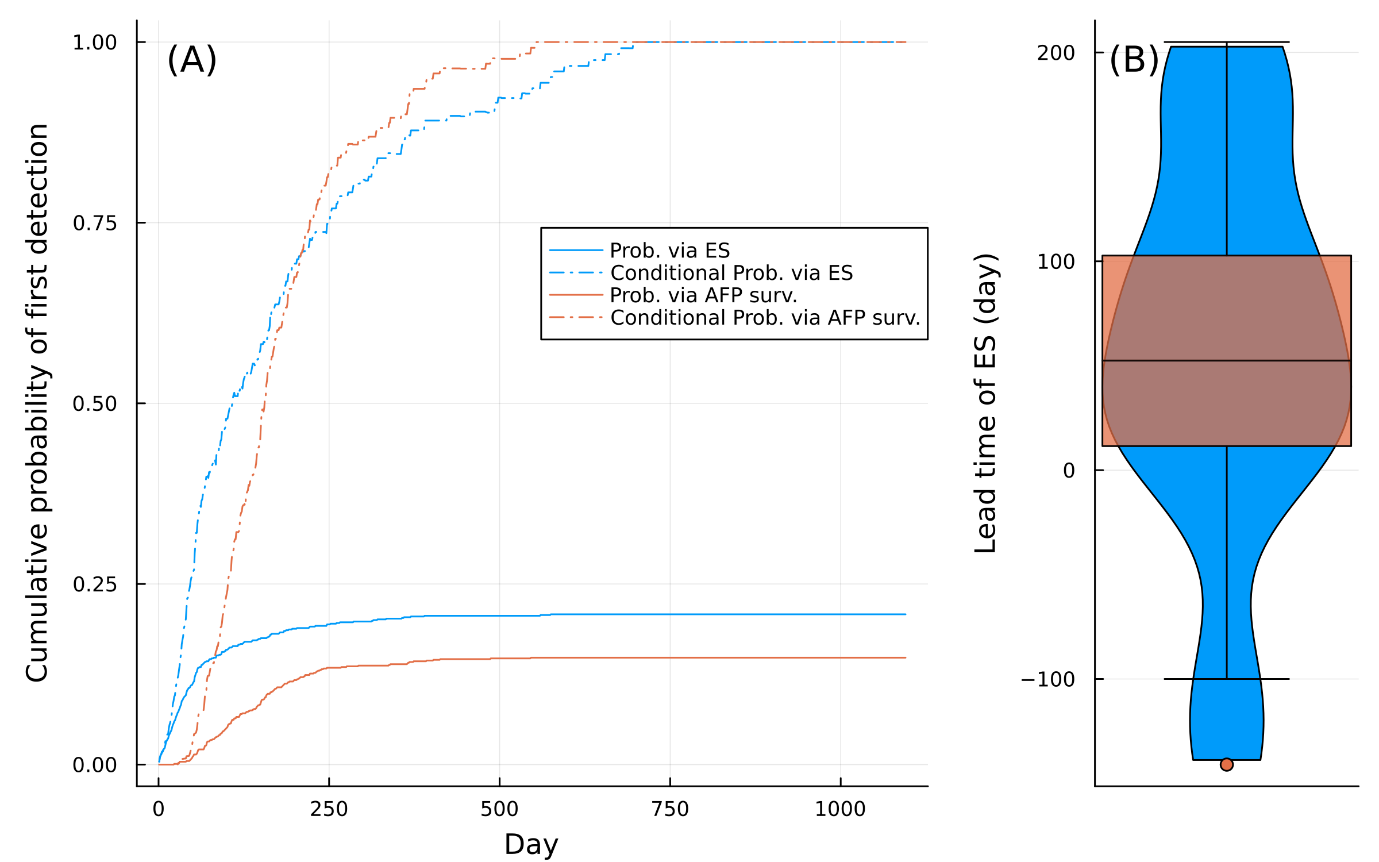 (A)
1.00
0.75
0.50
0.25
0.00
Cumulative probability of first detection
0
250
500
750
1000
Day
Prob. via ES
Conditional Prob. via ES
Prob. via AFP surv.
Conditional Prob. via AFP surv.
(B)
200
100
0
−100
Lead time of ES (day)